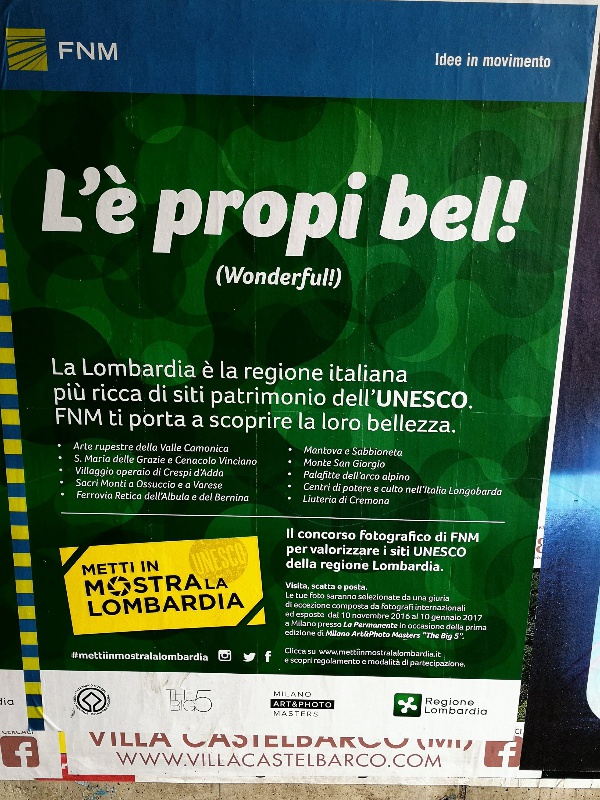 FNM
Idee in movimento
L'è propi bel!
(Wonderful!)
La Lombardia è la regione italiana
più ricca di siti patrimonio dell'UNESCO.
FNM ti porta a scoprire la loro bellezza.
• Arte rupestre della Valle Camonica
• S. Maria delle Grazie e Cenacolo Vinciano
• Villaggio operaio di Crespi d'Adda
• Sacri Monti a Ossuccio e a Varese
• Ferrovia Retica dell'Albula e del Bernina
• Mantova e Sabbioneta
• Monte San Giorgio
• Palafitte dell'arco alpino
• Centri di potere e culto nell'Italia Longobarda
• Liuteria di Cremona
UNESCO
METTI IN
MOSTRA LA
LOMBARDIA
Il concorso fotografico di FNM
per valorizzare i siti UNESCO
della regione Lombardia.
Visita, scatta e posta.
Le tue foto saranno selezionate da una giuria
di eccezione composta da fotografi internazionali
ed esposte dal 10 novembre 2016 al 10 gennaio 2017
a Milano presso La Permanente in occasione della prima
edizione di Milano Art&Photo Masters "The Big 5".
Clicca su www.mettiinmostralalombardia.it
e scopri regolamento e modalità di partecipazione.
#mettiinmostralalombardia
dia
THE
BIG5
MILANO
ART&PHOTO
MASTERS
Regione
Lombardia
VILLA CASTELBARCO (MI)
WWW.VILLACASTELBARCO.COM